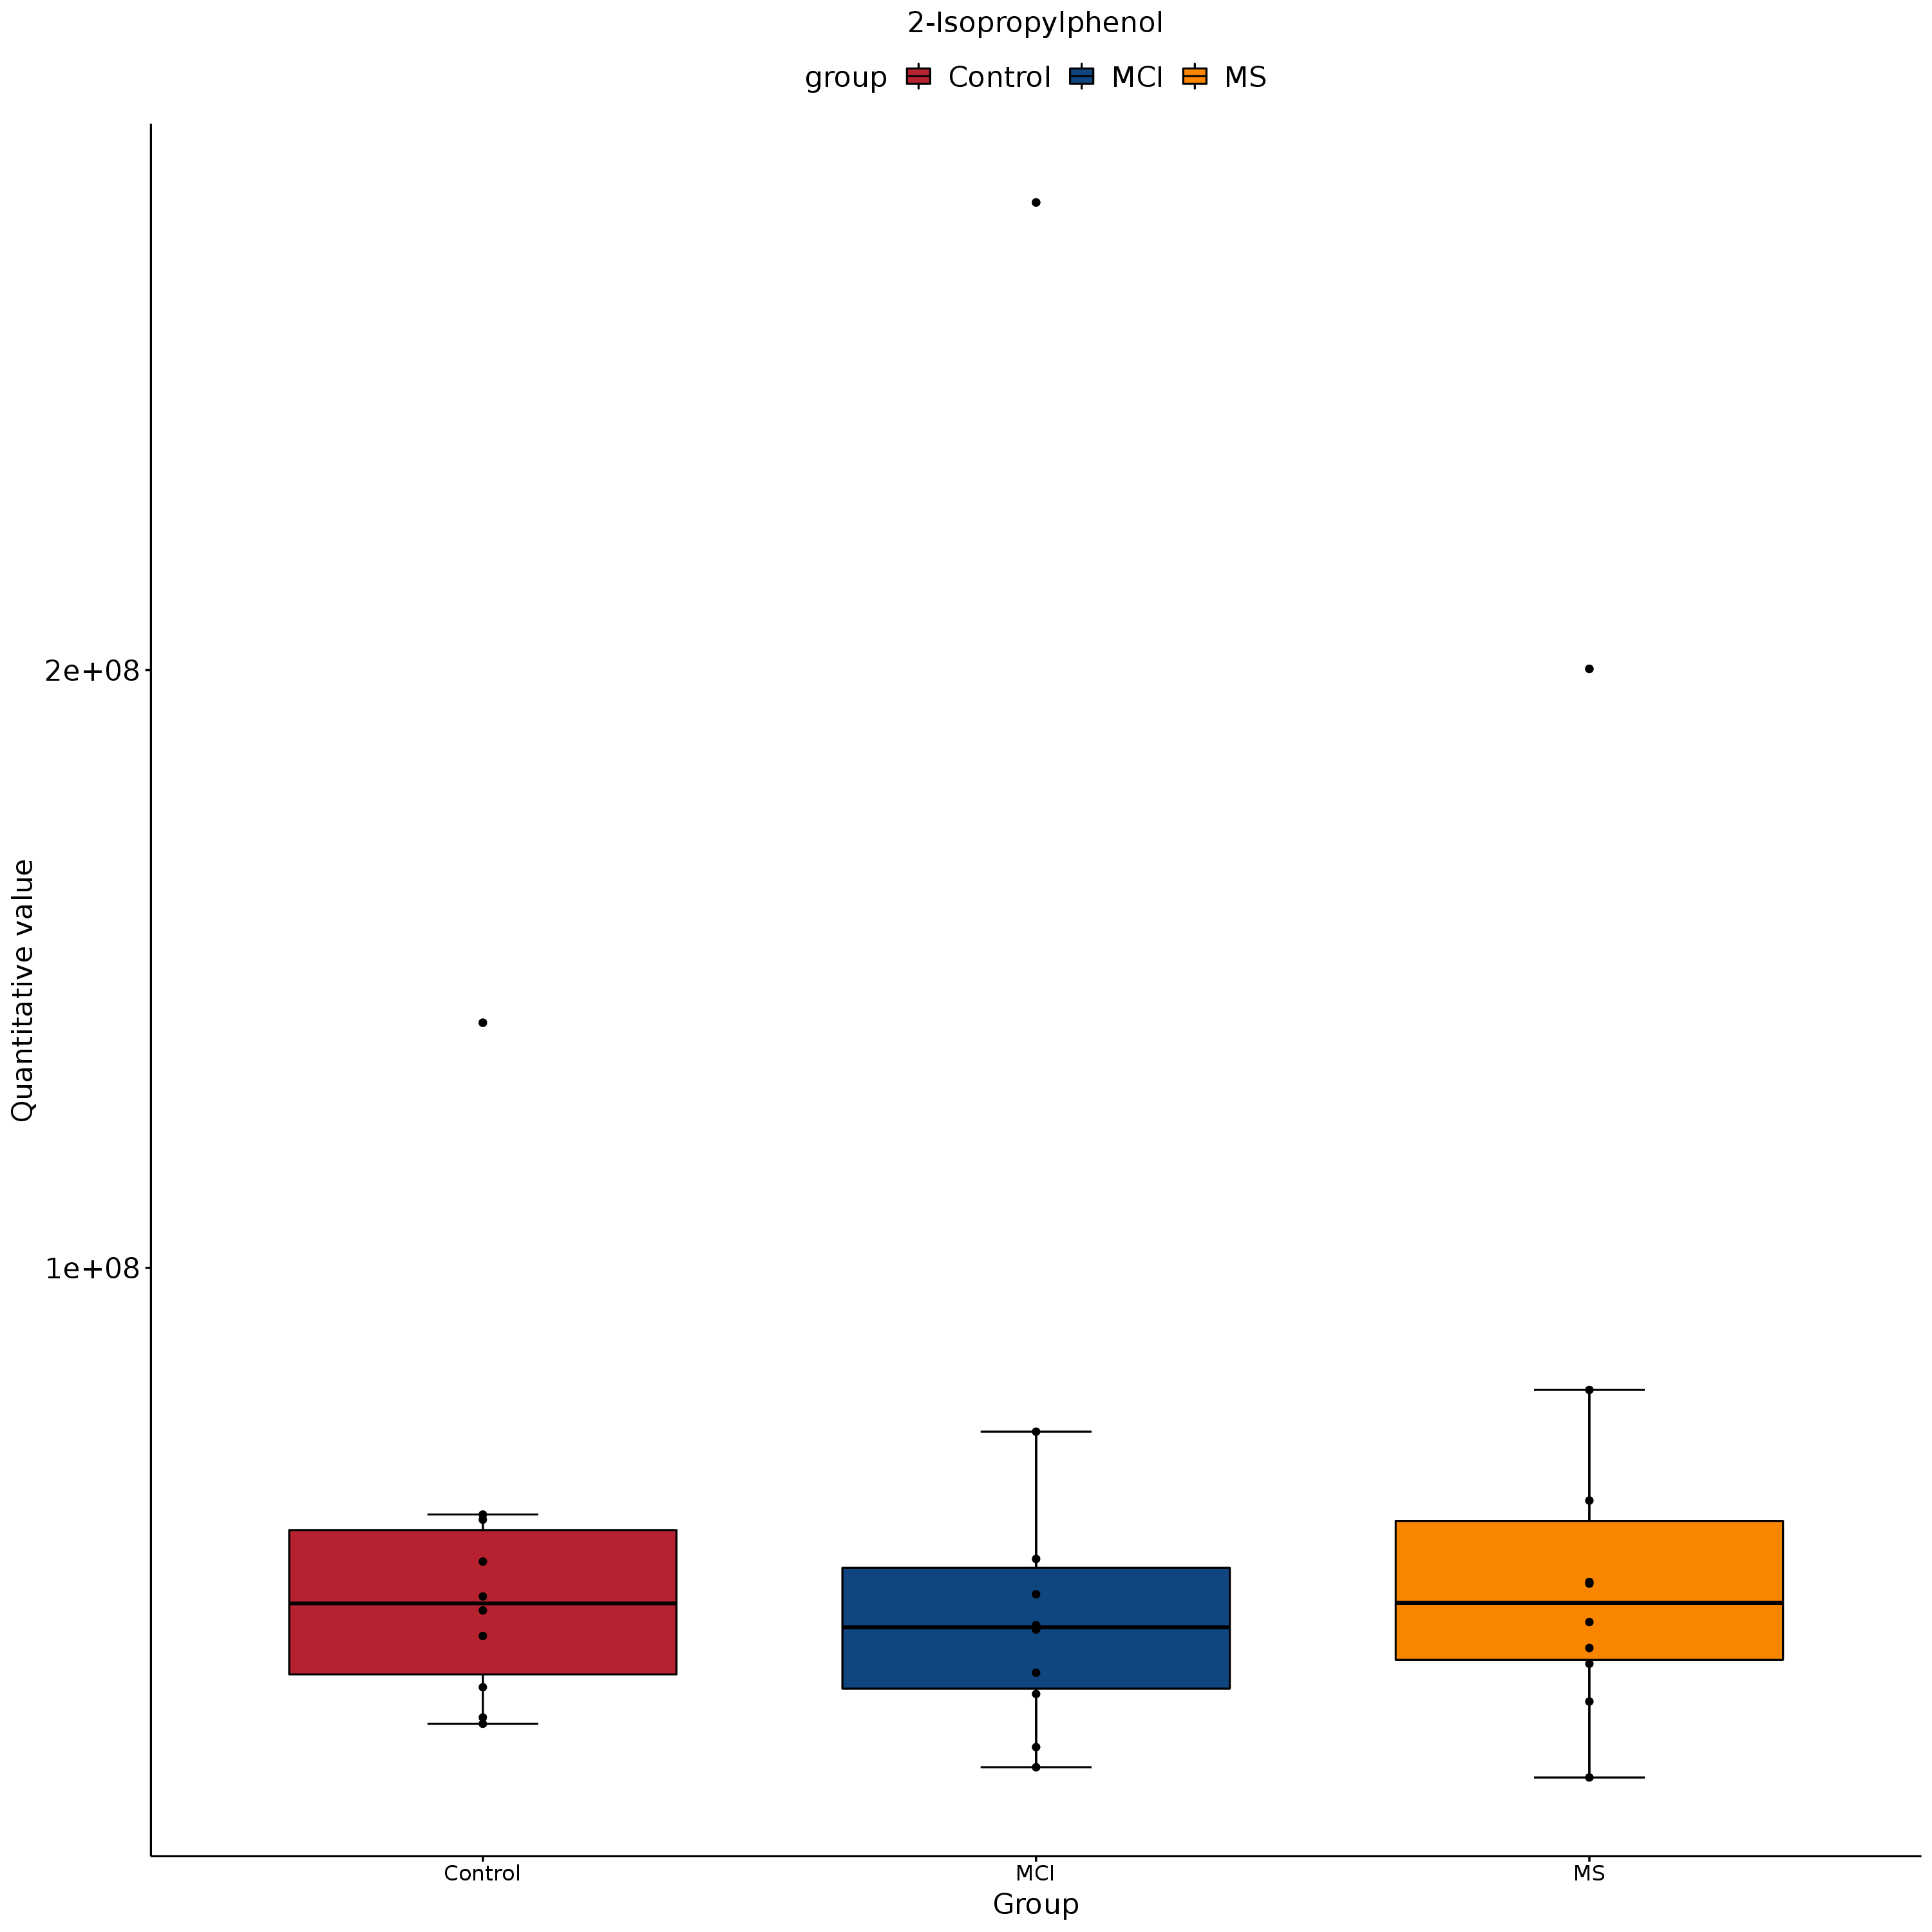 2-Isopropylphenol
group Control MCI MS
Quantitative value
2e+08
1e+08
Control MCI MS
Group